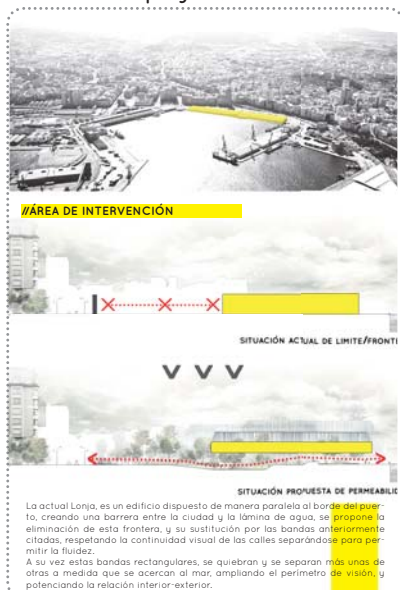 //ÁREA DE INTERVENCIÓN
SITUACIÓN ACTUAL DE LIMITE/FRONTE
SITUACIÓN PROPUESTA DE PERMEABILID
La actual Lonja, es un edificio dispuesto de manera paralela al borde del puer-
to, creando una barrera entre la ciudad y la lámina de agua, se propone la
eliminación de esta frontera, y su sustitución por las bandas anteriormente
citadas, respetando la continuidad visual de las calles separándose para per-
mitir la fluidez.
A su vez estas bandas rectangulares, se quiebran y se separan más unas de
otras a medida que se acercan al mar, ampliando el perímetro de visión, y
potenciando la relación interior-exterior.